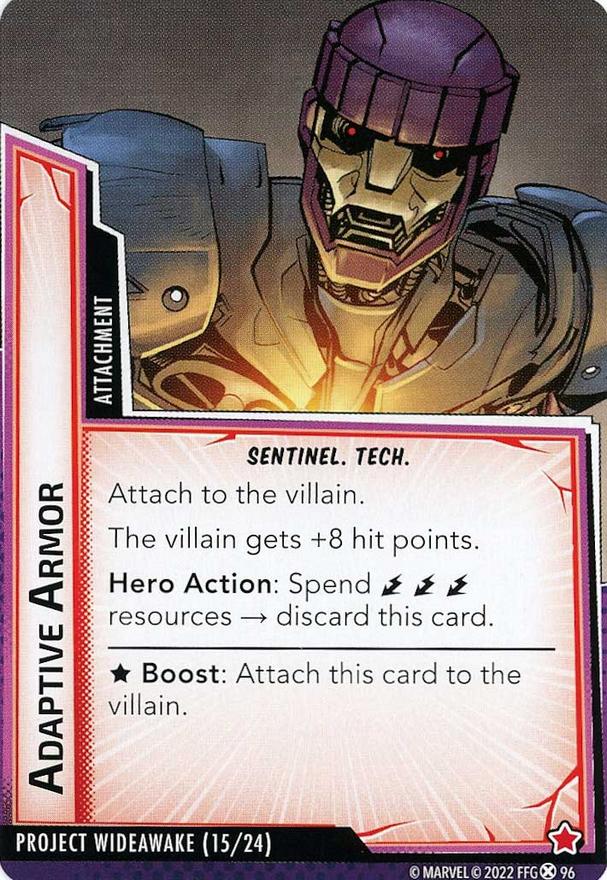 ATTACHMENT
ADAPTIVE ARMOR
SENTINEL. TECH.
Attach to the villain.
The villain gets +8 hit points.
Hero Action: Spend
resources → discard this card.
★ Boost: Attach this card to the
villain.
PROJECT WIDEAWAKE (15/24)
© MARVEL © 2022 FFG 96